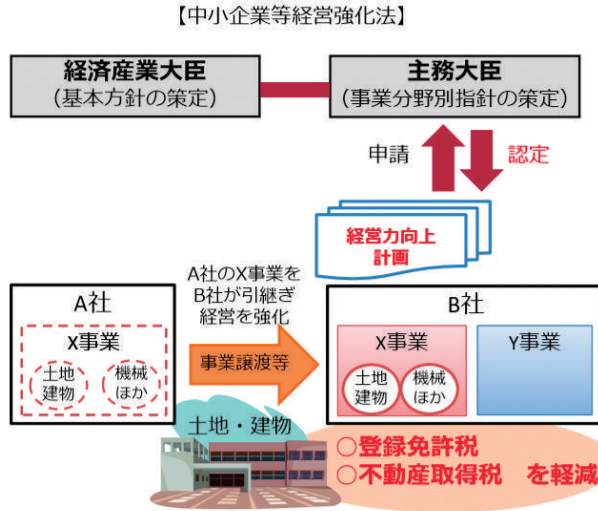 【中小企業等経営強化法】
経済産業大臣
（基本方針の策定）
主務大臣
（事業分野別指針の策定）
申請
認定
経営力向上
計画
A社のX事業を
B社が引継ぎ
経営を強化
A社
X事業
土地
建物
機械
ほか
事業譲渡等
B社
X事業
土地
建物
機械
ほか
Y事業
土地・建物
○登録免許税
○不動産取得税　を軽減